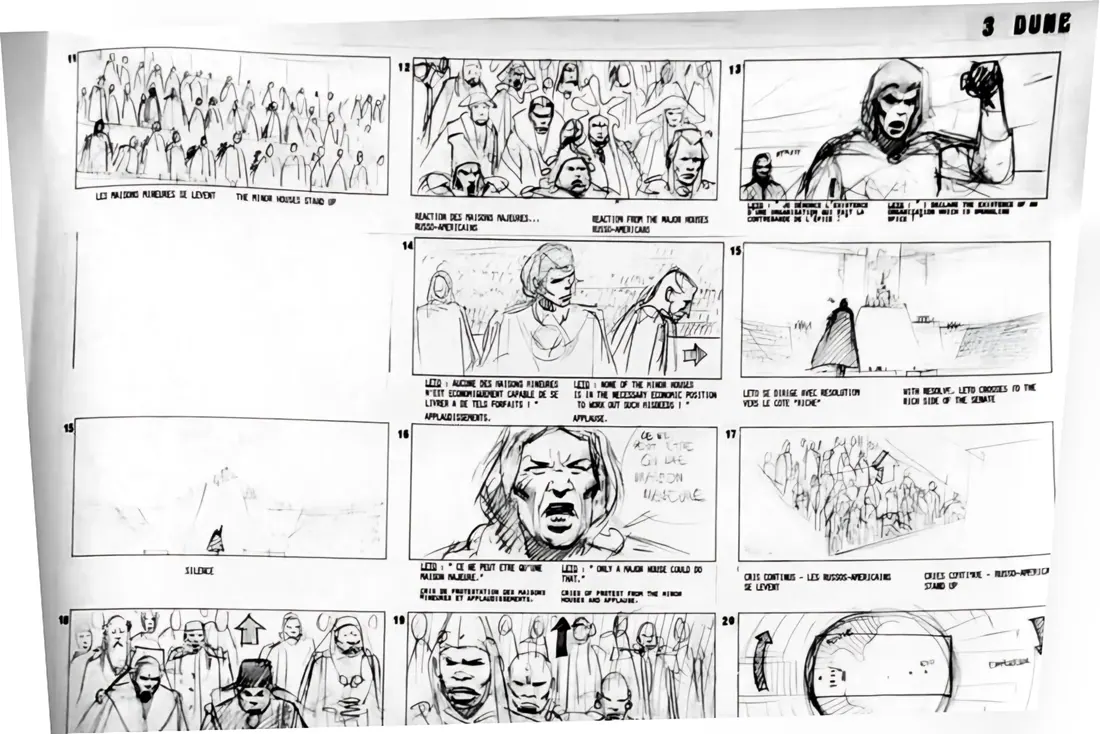 3 DUNE
11
LES MAISONS MINEURES SE LEVENT
THE MINOR HOUSES STAND UP
12
REACTION DES MAISONS MAJEURES...
RUSSO-AMERICAINS
REACTION FROM THE MAJOR HOUSES
RUSSO-AMERICANS
13
LETO : " JE DENONCE L'EXISTENCE
D'UNE ORGANISATION QUI FAIT LA
CONTREBANDE DE L'EPICE !
LETO : " I DECLARE THE EXISTENCE OF AN
ORGANIZATION WHICH IS SMUGGLING
SPICE !
14
LETO : AUCUNE DES MAISONS MINEURES
N'EST ECONOMIQUEMENT CAPABLE DE SE
LIVRER A DE TELS FORFAITS ! "
APPLAUDISSEMENTS.
LETO : NONE OF THE MINOR HOUSES
IS IN THE NECESSARY ECONOMIC POSITION
TO WORK OUT SUCH MISDEEDS ! "
APPLAUSE.
15
LETO SE DIRIGE AVEC RESOLUTION
VERS LE COTE "RICHE"
WITH RESOLVE, LETO CROSSES TO THE
RICH SIDE OF THE SENATE
15
SILENCE
16
CE NE
PEUT ETRE
QU'UNE
MAISON
MAJEURE
LETO : " CE NE PEUT ETRE QU'UNE
MAISON MAJEURE."
CRIS DE PROTESTATION DES MAISONS
MINEURES ET APPLAUDISSEMENTS.
LETO : " ONLY A MAJOR HOUSE COULD DO
THAT."
CRIES OF PROTEST FROM THE MINOR
HOUSES AND APPLAUSE.
17
CRIS CONTINUS - LES RUSSOS-AMERICAINS
SE LEVENT
CRIES CONTINUE - RUSSO-AMERICA
STAND UP
18
19
20